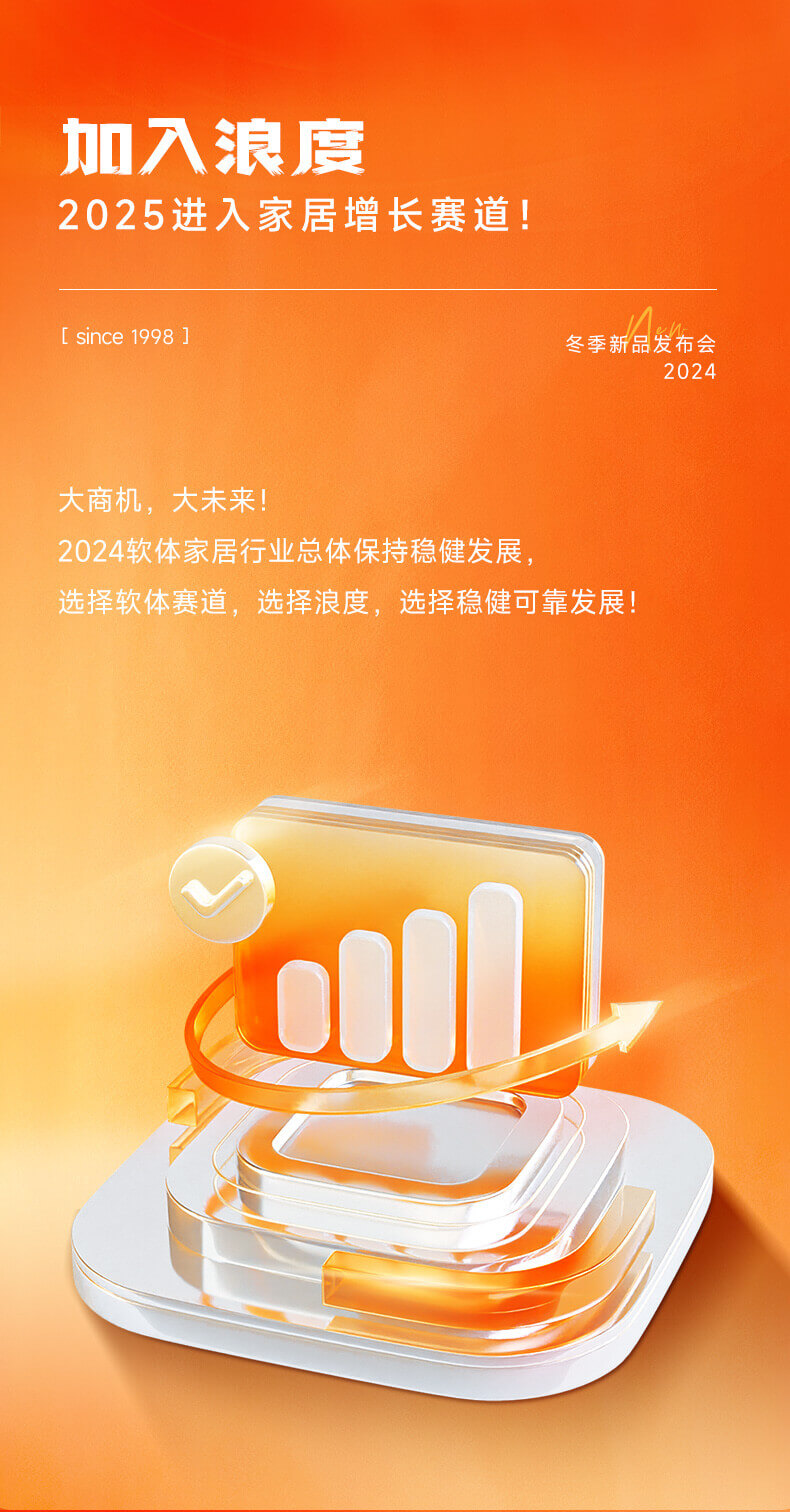 加入浪度
2025进入家居增长赛道!
[ since 1998 ]
New
冬季新品发布会
2024
大商机，大未来!
2024软体家居行业总体保持稳健发展，
选择软体赛道，选择浪度，选择稳健可靠发展!